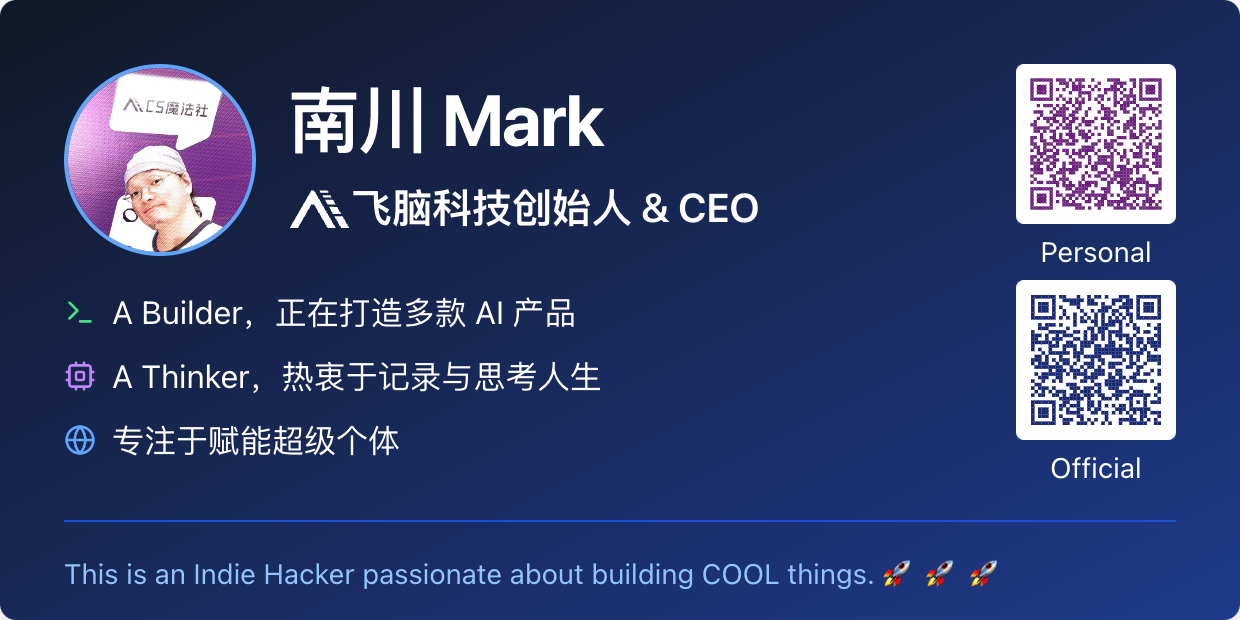 CS魔法社
南川 Mark
飞脑科技创始人 & CEO
A Builder，正在打造多款 AI 产品
A Thinker，热衷于记录与思考人生
专注于赋能超级个体
Personal
Official
This is an Indie Hacker passionate about building COOL things. 🚀 🚀 🚀